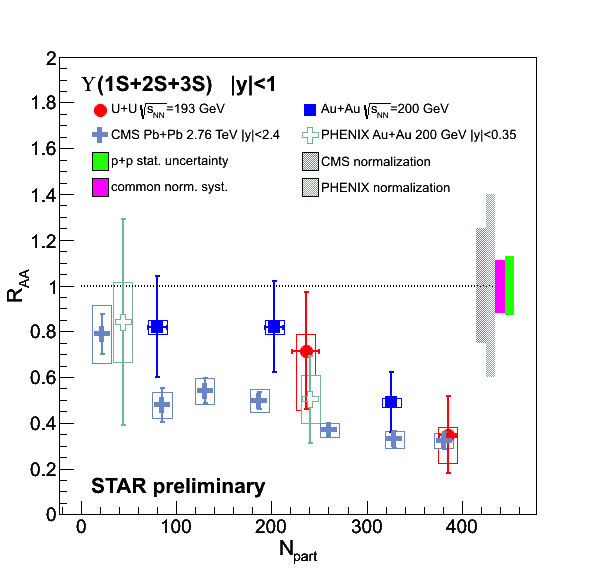 ϒ(1S+2S+3S) |y|<1
U+U √s_NN=193 GeV
Au+Au √s_NN=200 GeV
CMS Pb+Pb 2.76 TeV |y|<2.4
PHENIX Au+Au 200 GeV |y|<0.35
p+p stat. uncertainty
CMS normalization
common norm. syst.
PHENIX normalization
STAR preliminary
R_AA
2
1.8
1.6
1.4
1.2
1
0.8
0.6
0.4
0.2
0
0 100 200 300 400
N_part